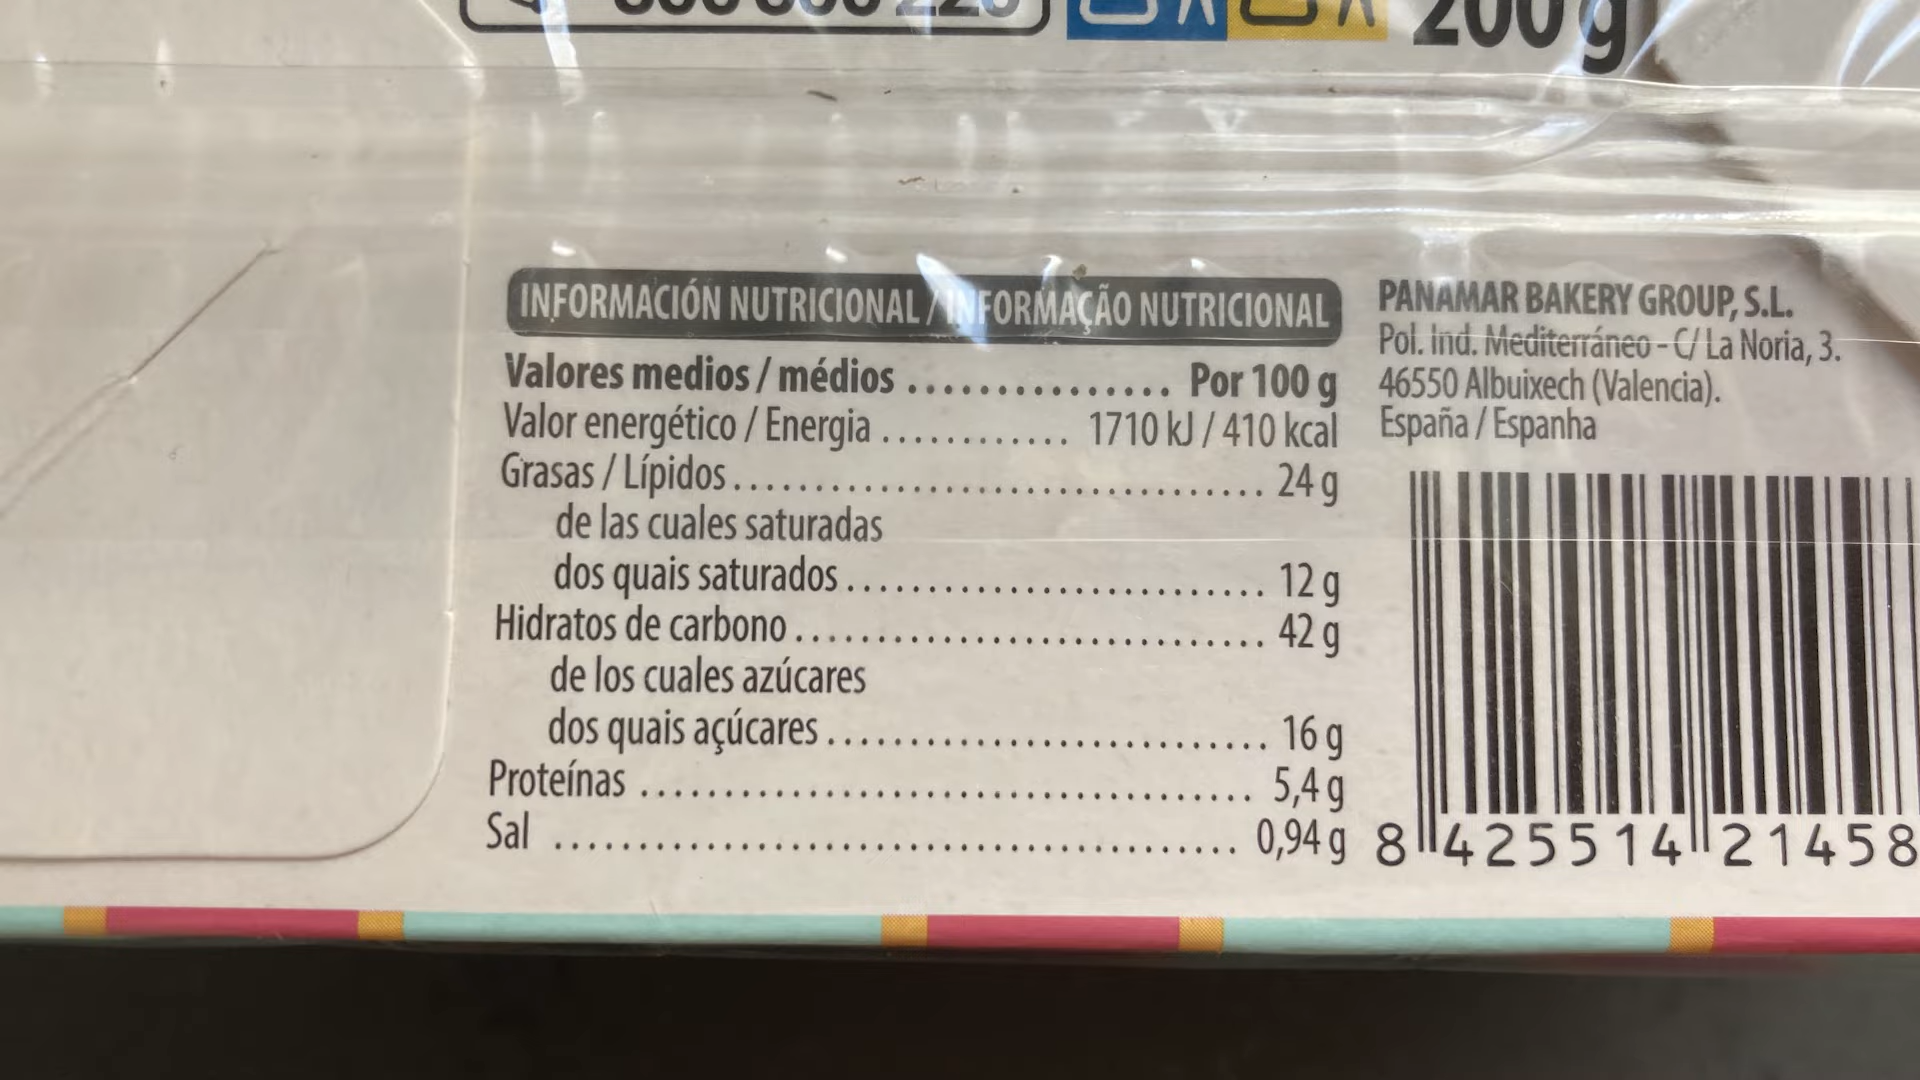 200 g
INFORMACIÓN NUTRICIONAL / INFORMAÇÃO NUTRICIONAL
Valores medios / médios ................ Por 100 g
Valor energético / Energia ............ 1710 kJ / 410 kcal
Grasas / Lípidos ................................. 24 g
de las cuales saturadas
dos quais saturados .......................... 12 g
Hidratos de carbono ............................. 42 g
de los cuales azúcares
dos quais açúcares ........................... 16 g
Proteínas ...................................... 5,4 g
Sal .......................................... 0,94 g
PANAMAR BAKERY GROUP, S.L.
Pol. Ind. Mediterráneo - C/ La Noria, 3.
46550 Albuixech (Valencia).
España / Espanha
8 425514 21458